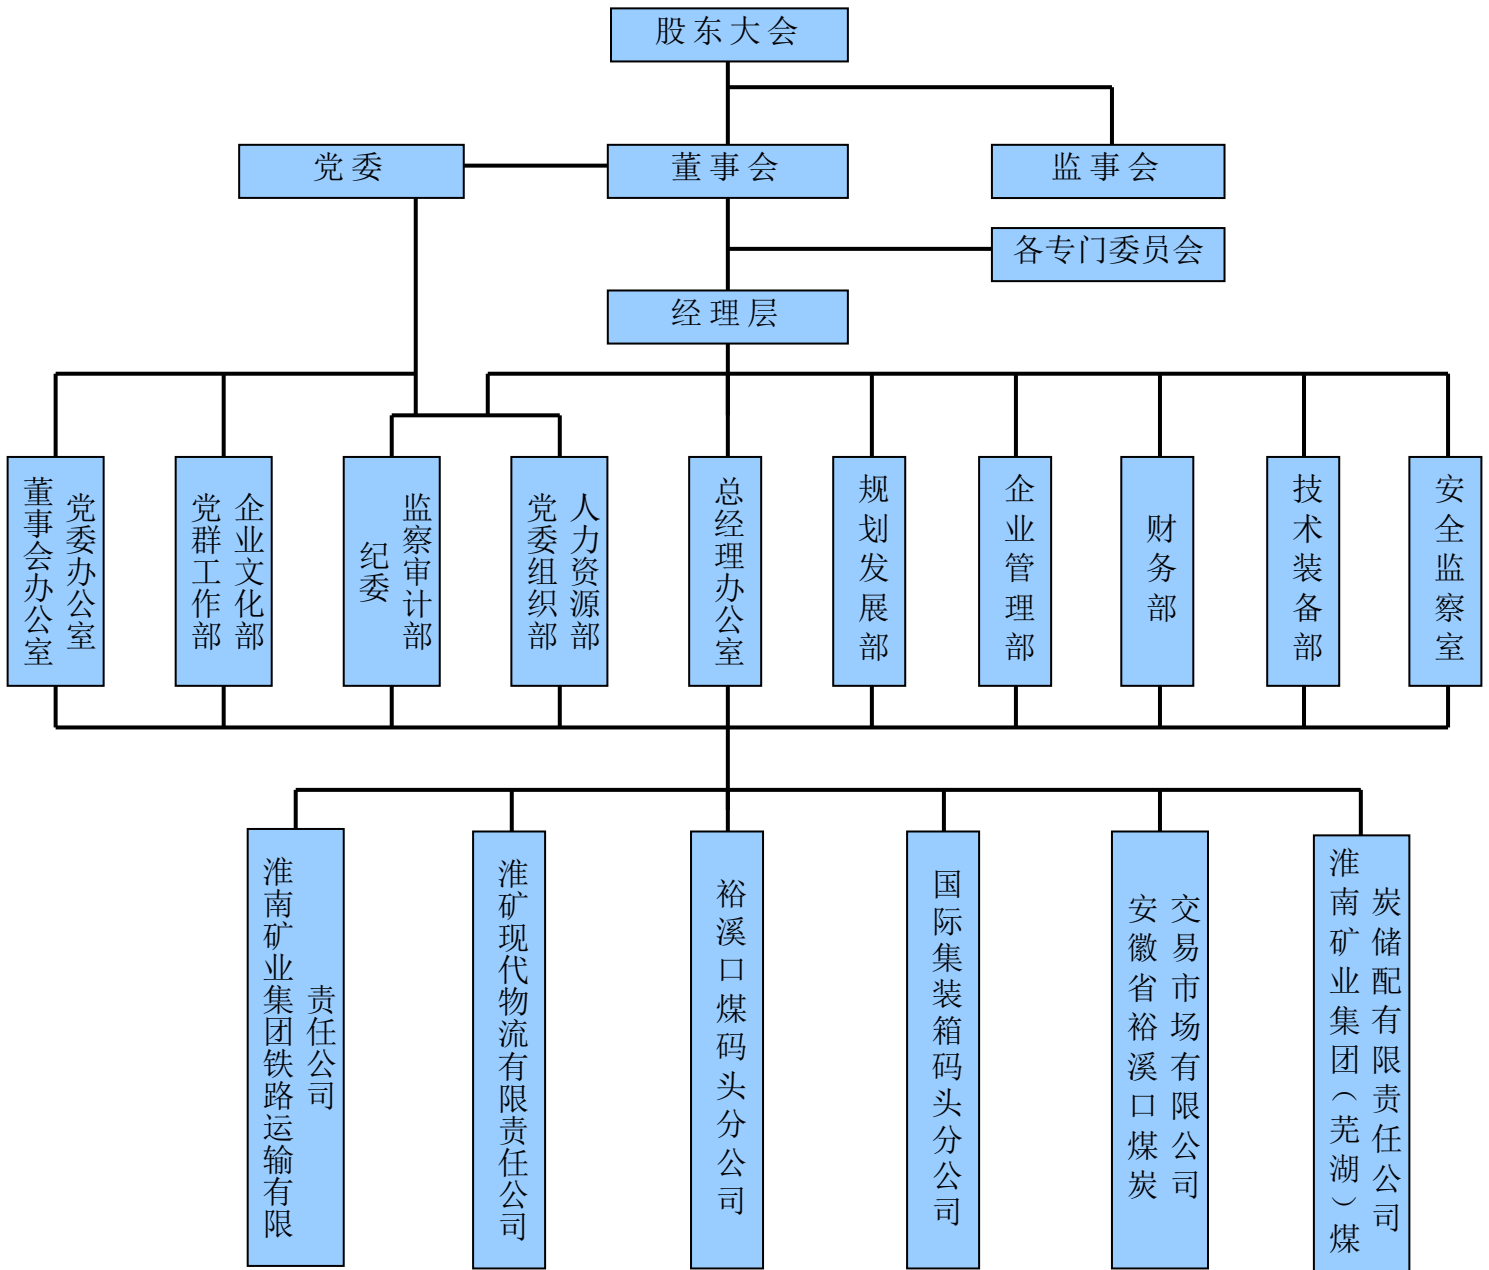 股东大会
党委
董事会
监事会
各专门委员会
经理层
董事会办公室
党委办公室
党群工作部
企业文化部
纪委
监察审计部
党委组织部
人力资源部
总经理办公室
规划发展部
企业管理部
财务部
技术装备部
安全监察室
淮南矿业集团铁路运输有限
责任公司
淮矿现代物流有限责任公司
裕溪口煤码头分公司
国际集装箱码头分公司
安徽省裕溪口煤炭
交易市场有限公司
淮南矿业集团（芜湖）煤
炭储配有限责任公司